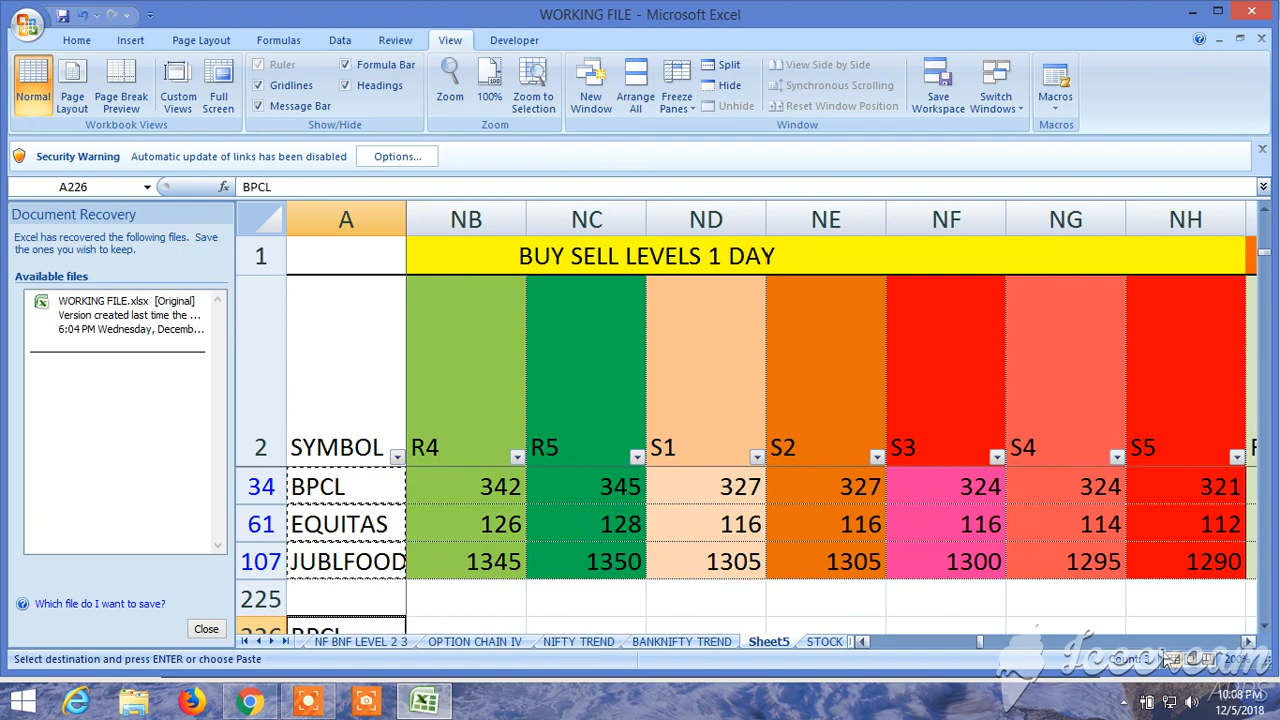 WORKING FILE - Microsoft Excel
Home Insert Page Layout Formulas Data Review View Developer
Normal Page Layout Page Break Preview Custom Views Full Screen
Workbook Views
Ruler Formula Bar
Gridlines Headings
Message Bar
Show/Hide
Zoom 100% Zoom to Selection
Zoom
New Window Arrange All Freeze Panes
Split View Side by Side
Hide Synchronous Scrolling
Unhide Reset Window Position
Window
Save Workspace Switch Windows Macros
Macros
Security Warning Automatic update of links has been disabled Options...
A226 fx BPCL
Document Recovery
Excel has recovered the following files. Save
the ones you wish to keep.
Available files
WORKING FILE.xlsx [Original]
Version created last time the ...
6:04 PM Wednesday, Decemb...
Which file do I want to save?
Close
A NB NC ND NE NF NG NH
1 BUY SELL LEVELS 1 DAY
2 SYMBOL R4 R5 S1 S2 S3 S4 S5
34 BPCL 342 345 327 327 324 324 321
61 EQUITAS 126 128 116 116 116 114 112
107 JUBLFOOD 1345 1350 1305 1305 1300 1295 1290
225
226 BPCL
NF BNF LEVEL 2 3 OPTION CHAIN IV NIFTY TREND BANKNIFTY TREND Sheet5 STOCK
Select destination and press ENTER or choose Paste
10:08 PM
12/5/2018